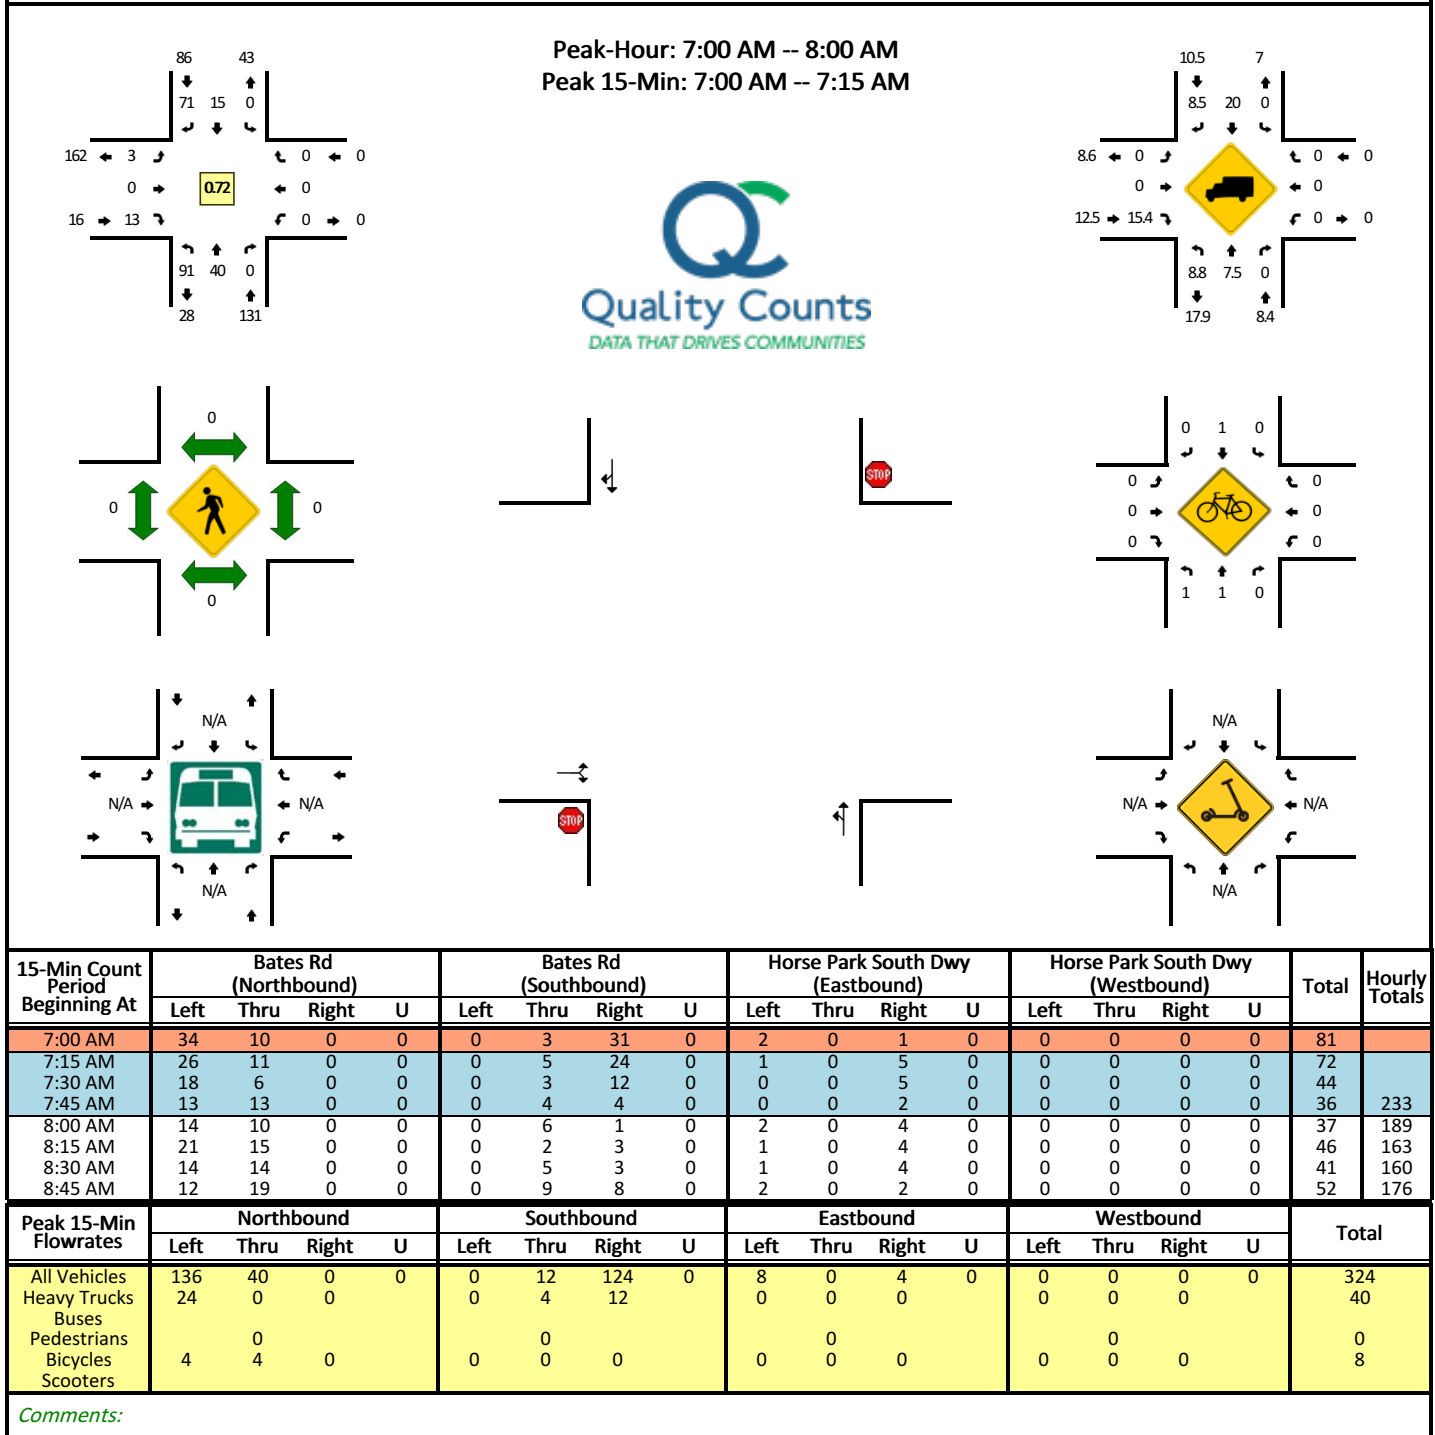 Peak-Hour: 7:00 AM -- 8:00 AM
Peak 15-Min: 7:00 AM -- 7:15 AM
86 43
71 15 0
162 3 0 0
0 0.72 0
16 13 0 0
91 40 0
28 131
QC
Quality Counts
DATA THAT DRIVES COMMUNITIES
10.5 7
8.5 20 0
8.6 0 0 0
0 0
12.5 15.4 0 0
8.8 7.5 0
17.9 8.4
0
0 0
0
STOP
0 1 0
0 0
0 0
0 0
1 1 0
N/A
N/A N/A
N/A
STOP
N/A
N/A N/A
N/A
15-Min Count Period Beginning At Bates Rd (Northbound) Bates Rd (Southbound) Horse Park South Dwy (Eastbound) Horse Park South Dwy (Westbound) Total Hourly Totals
Left Thru Right U Left Thru Right U Left Thru Right U Left Thru Right U
7:00 AM 34 10 0 0 0 3 31 0 2 0 1 0 0 0 0 0 81
7:15 AM 26 11 0 0 0 5 24 0 1 0 5 0 0 0 0 0 72
7:30 AM 18 6 0 0 0 3 12 0 0 0 5 0 0 0 0 0 44
7:45 AM 13 13 0 0 0 4 4 0 0 0 2 0 0 0 0 0 36 233
8:00 AM 14 10 0 0 0 6 1 0 2 0 4 0 0 0 0 0 37 189
8:15 AM 21 15 0 0 0 2 3 0 1 0 4 0 0 0 0 0 46 163
8:30 AM 14 14 0 0 0 5 3 0 1 0 4 0 0 0 0 0 41 160
8:45 AM 12 19 0 0 0 9 8 0 2 0 2 0 0 0 0 0 52 176
Peak 15-Min Flowrates Northbound Southbound Eastbound Westbound Total
Left Thru Right U Left Thru Right U Left Thru Right U Left Thru Right U
All Vehicles 136 40 0 0 0 12 124 0 8 0 4 0 0 0 0 0 324
Heavy Trucks 24 0 0 0 4 12 0 0 0 0 0 0 40
Buses
Pedestrians 0 0 0 0 0
Bicycles 4 4 0 0 0 0 0 0 0 0 0 0 8
Scooters
Comments: